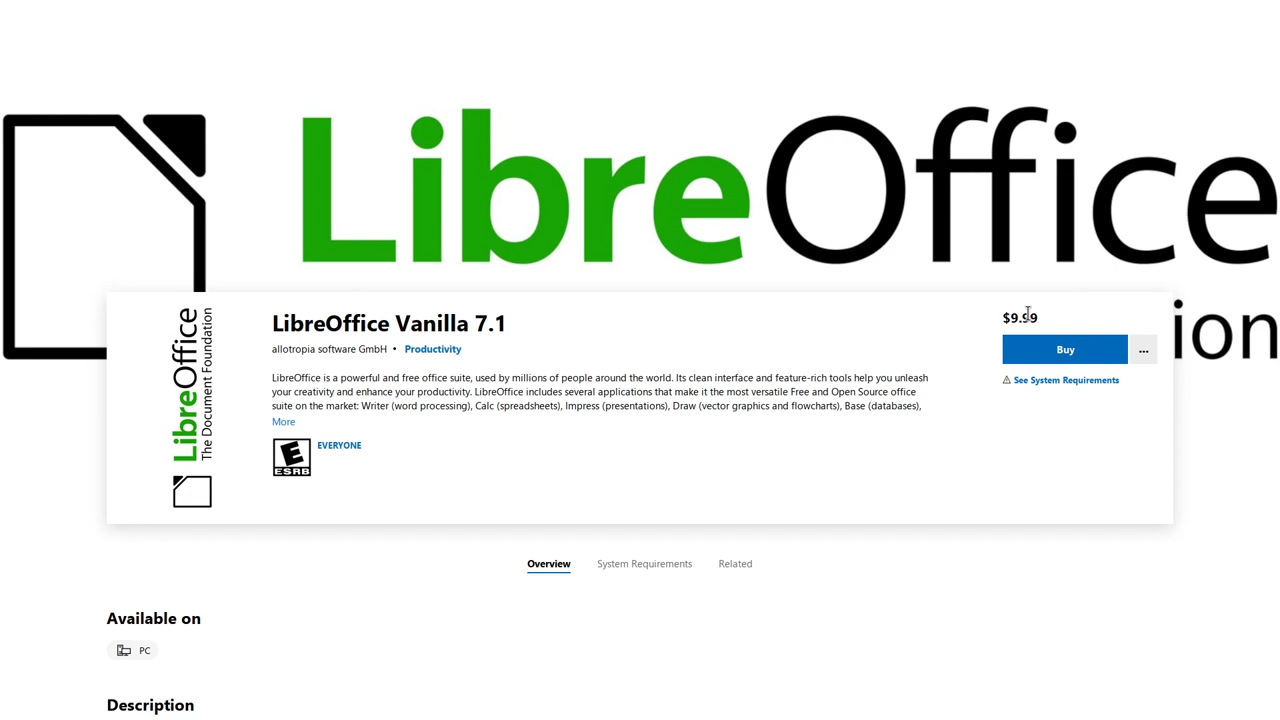 LibreOffice
ion
LibreOffice
The Document Foundation
LibreOffice Vanilla 7.1
allotropia software GmbH • Productivity
LibreOffice is a powerful and free office suite, used by millions of people around the world. Its clean interface and feature-rich tools help you unleash
your creativity and enhance your productivity. LibreOffice includes several applications that make it the most versatile Free and Open Source office
suite on the market: Writer (word processing), Calc (spreadsheets), Impress (presentations), Draw (vector graphics and flowcharts), Base (databases),
More
E
ESRB
EVERYONE
$9.99
Buy
...
See System Requirements
Overview System Requirements Related
Available on
PC
Description